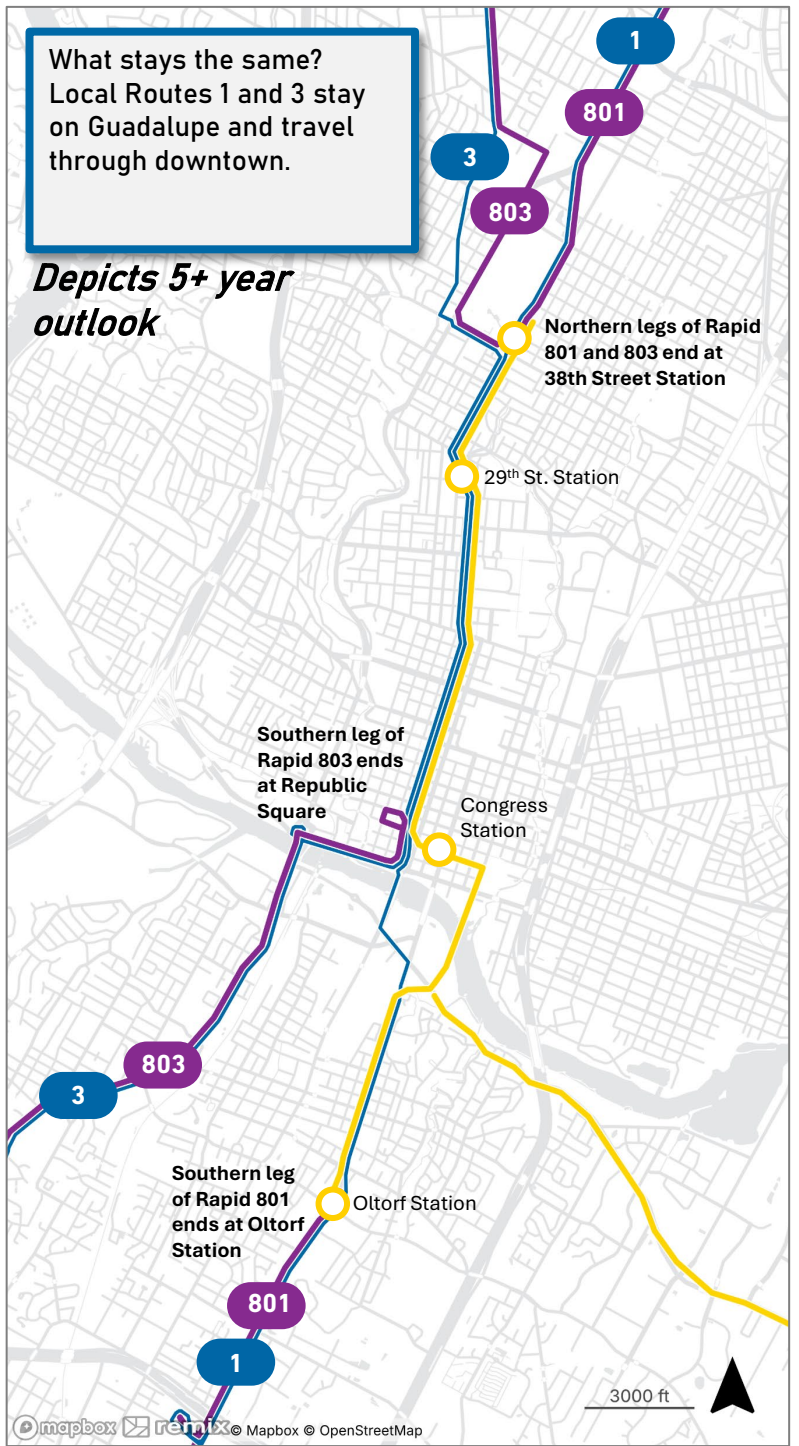 What stays the same?
Local Routes 1 and 3 stay
on Guadalupe and travel
through downtown.
Depicts 5+ year
outlook
1
801
3
803
Northern legs of Rapid
801 and 803 end at
38th Street Station
29th St. Station
Southern leg of
Rapid 803 ends
at Republic
Square
Congress
Station
803
3
Southern leg
of Rapid 801
ends at Oltorf
Station
Oltorf Station
801
1
3000 ft
mapbox remix © Mapbox © OpenStreetMap